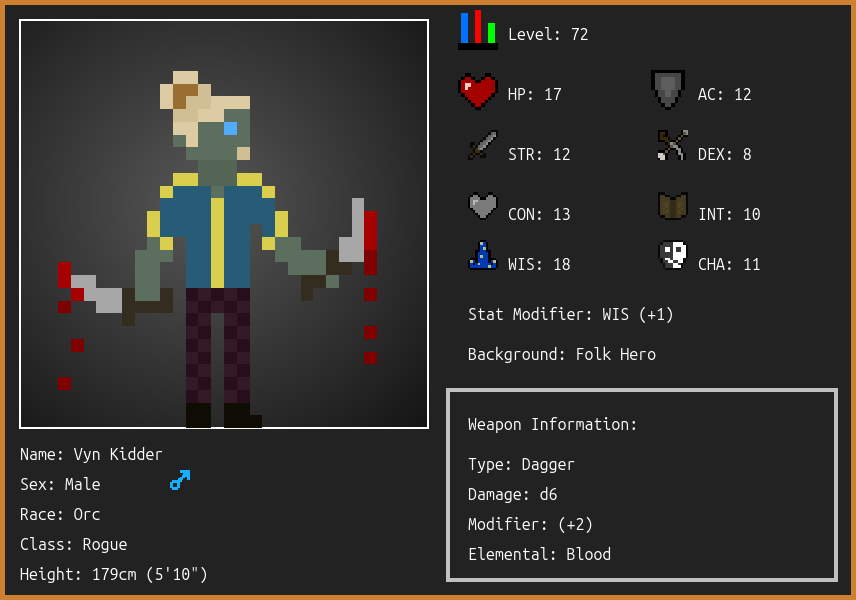 Level: 72
HP: 17
AC: 12
STR: 12
DEX: 8
CON: 13
INT: 10
WIS: 18
CHA: 11
Stat Modifier: WIS (+1)
Background: Folk Hero
Name: Vyn Kidder
Sex: Male
Race: Orc
Class: Rogue
Height: 179cm (5'10")
Weapon Information:
Type: Dagger
Damage: d6
Modifier: (+2)
Elemental: Blood